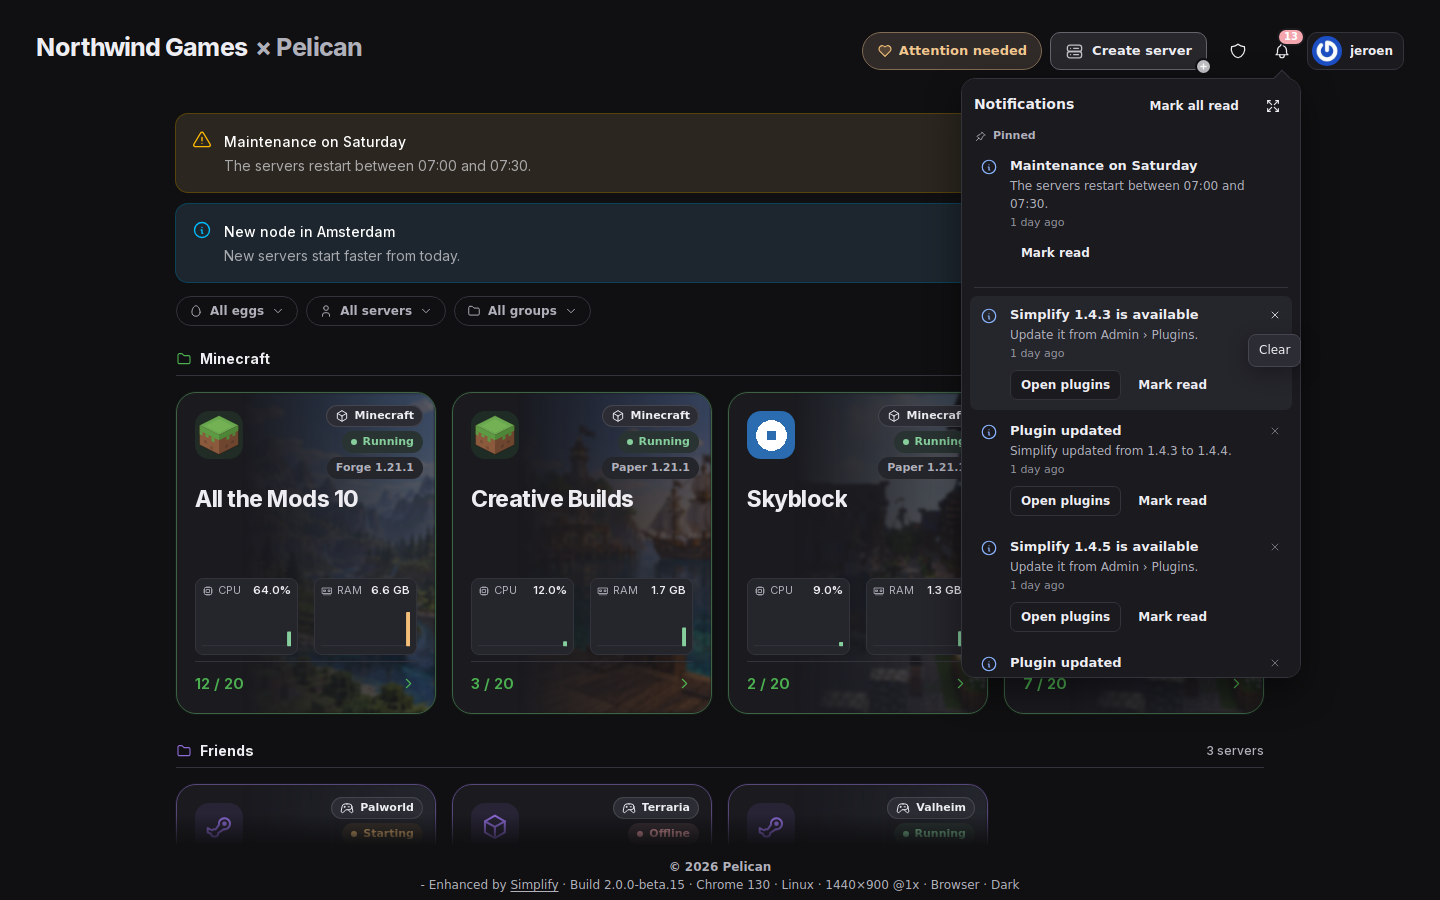 Northwind Games × Pelican
Attention needed
Create server
13
jeroen
Notifications
Mark all read
Pinned
Maintenance on Saturday
The servers restart between 07:00 and
07:30.
1 day ago
Mark read
Simplify 1.4.3 is available
Update it from Admin › Plugins.
1 day ago
Clear
Open plugins
Mark read
Plugin updated
Simplify updated from 1.4.3 to 1.4.4.
1 day ago
Open plugins
Mark read
Simplify 1.4.5 is available
Update it from Admin › Plugins.
1 day ago
Open plugins
Mark read
Plugin updated
Maintenance on Saturday
The servers restart between 07:00 and 07:30.
New node in Amsterdam
New servers start faster from today.
All eggs
All servers
All groups
Minecraft
Minecraft
Running
Forge 1.21.1
All the Mods 10
CPU 64.0%
RAM 6.6 GB
12 / 20
Minecraft
Running
Paper 1.21.1
Creative Builds
CPU 12.0%
RAM 1.7 GB
3 / 20
Minecraft
Running
Paper 1.21.1
Skyblock
CPU 9.0%
RAM 1.3 GB
2 / 20
7 / 20
Friends
3 servers
Palworld
Starting
Terraria
Offline
Valheim
Running
© 2026 Pelican
- Enhanced by Simplify · Build 2.0.0-beta.15 · Chrome 130 · Linux · 1440×900 @1x · Browser · Dark